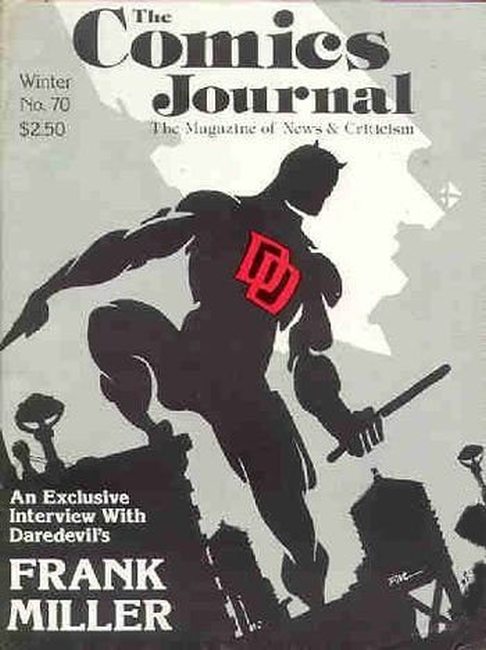 The
Comics
Journal
Winter
No. 70
$2.50
The Magazine of News & Criticism
DD
An Exclusive
Interview With
Daredevil's
FRANK
MILLER